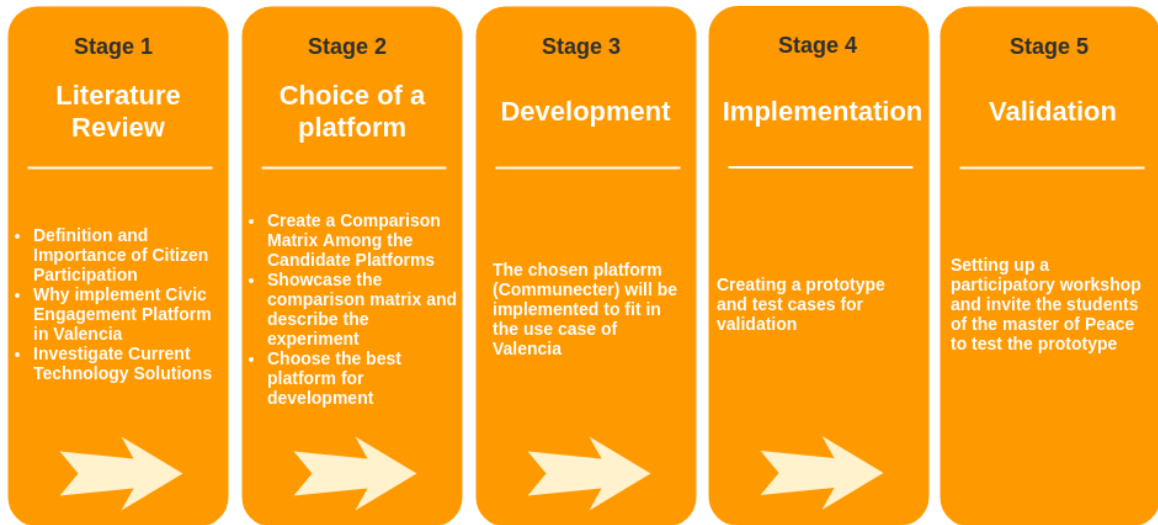 Stage 1
Literature
Review
• Definition and
Importance of Citizen
Participation
• Why implement Civic
Engagement Platform
in Valencia
• Investigate Current
Technology Solutions
Stage 2
Choice of a
platform
• Create a Comparison
Matrix Among the
Candidate Platforms
• Showcase the
comparison matrix and
describe the
experiment
• Choose the best
platform for
development
Stage 3
Development
The chosen platform
(Communecter) will be
implemented to fit in
the use case of
Valencia
Stage 4
Implementation
Creating a prototype
and test cases for
validation
Stage 5
Validation
Setting up a
participatory workshop
and invite the students
of the master of Peace
to test the prototype